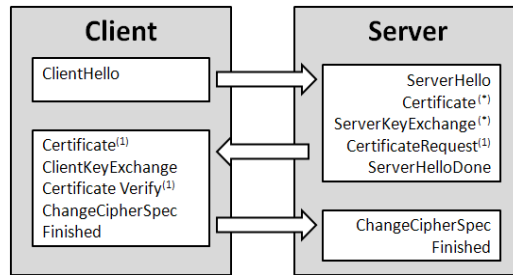 Client
Server
ClientHello
ServerHello
Certificate(*)
ServerKeyExchange(*)
CertificateRequest(1)
ServerHelloDone
Certificate(1)
ClientKeyExchange
Certificate Verify(1)
ChangeCipherSpec
Finished
ChangeCipherSpec
Finished